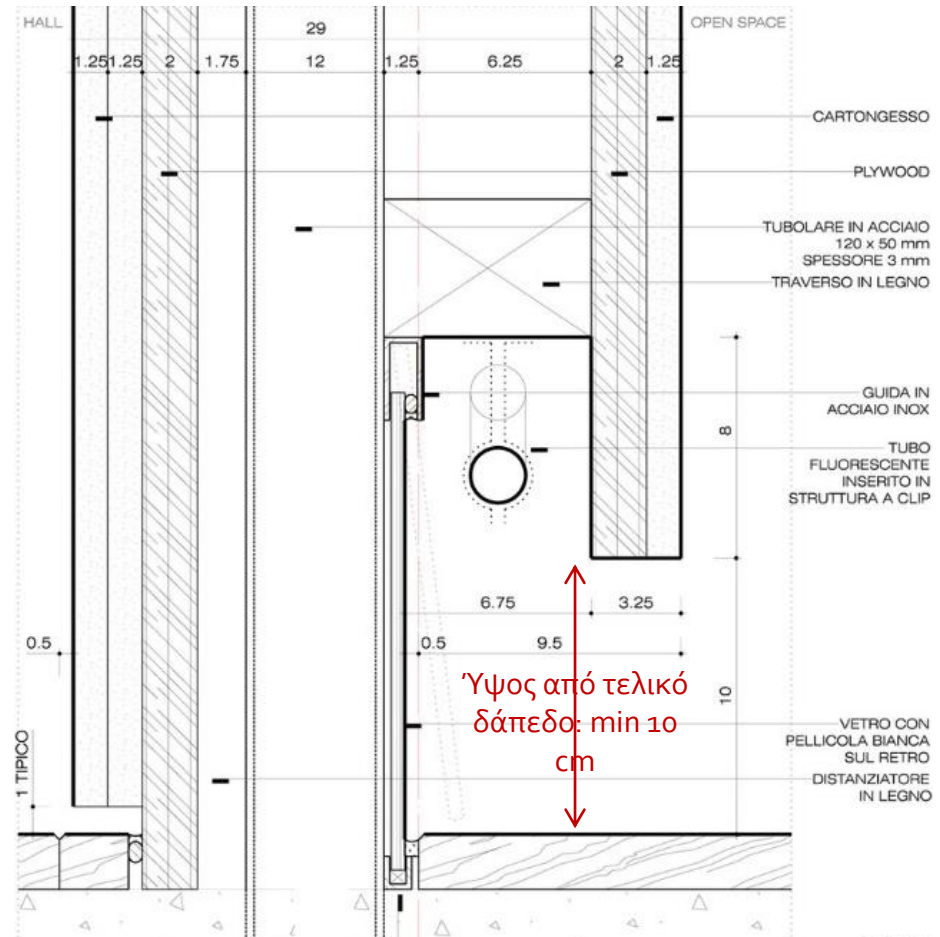 HALL
OPEN SPACE
29
1.25 1.25 2 1.75 12 1.25 6.25 2 1.25
CARTONGESSO
PLYWOOD
TUBOLARE IN ACCIAIO
120 x 50 mm
SPESSORE 3 mm
TRAVERSO IN LEGNO
GUIDA IN
ACCIAIO INOX
8
TUBO
FLUORESCENTE
INSERITO IN
STRUTTURA A CLIP
6.75 3.25
0.5 0.5 9.5
Ύψος από τελικό
δάπεδο: min 10
cm
10
VETRO CON
PELLICOLA BIANCA
SUL RETRO
1 TIPICO
DISTANZIATORE
IN LEGNO